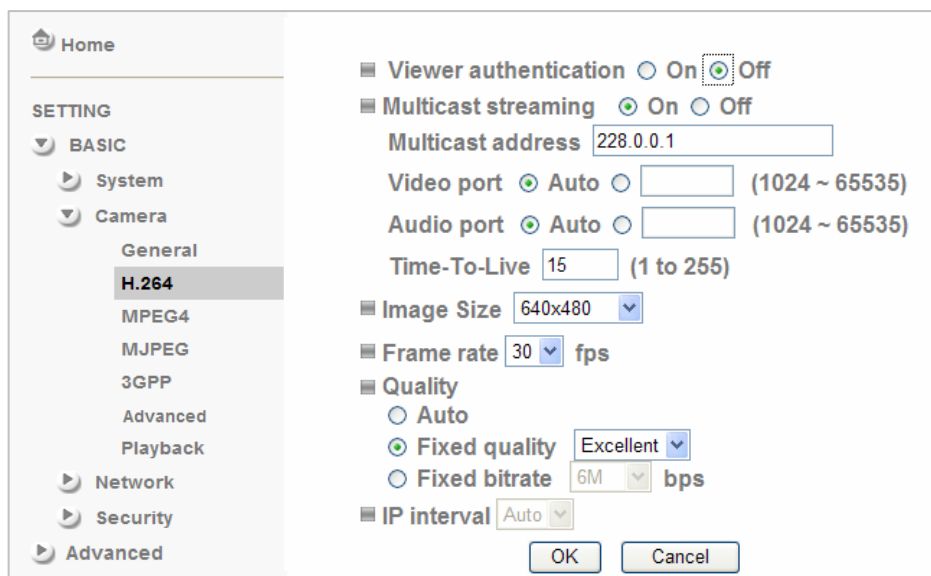 Home
SETTING
BASIC
System
Camera
General
H.264
MPEG4
MJPEG
3GPP
Advanced
Playback
Network
Security
Advanced
Viewer authentication On Off
Multicast streaming On Off
Multicast address 228.0.0.1
Video port Auto (1024 ~ 65535)
Audio port Auto (1024 ~ 65535)
Time-To-Live 15 (1 to 255)
Image Size 640x480
Frame rate 30 fps
Quality
Auto
Fixed quality Excellent
Fixed bitrate 6M bps
IP interval Auto
OK Cancel